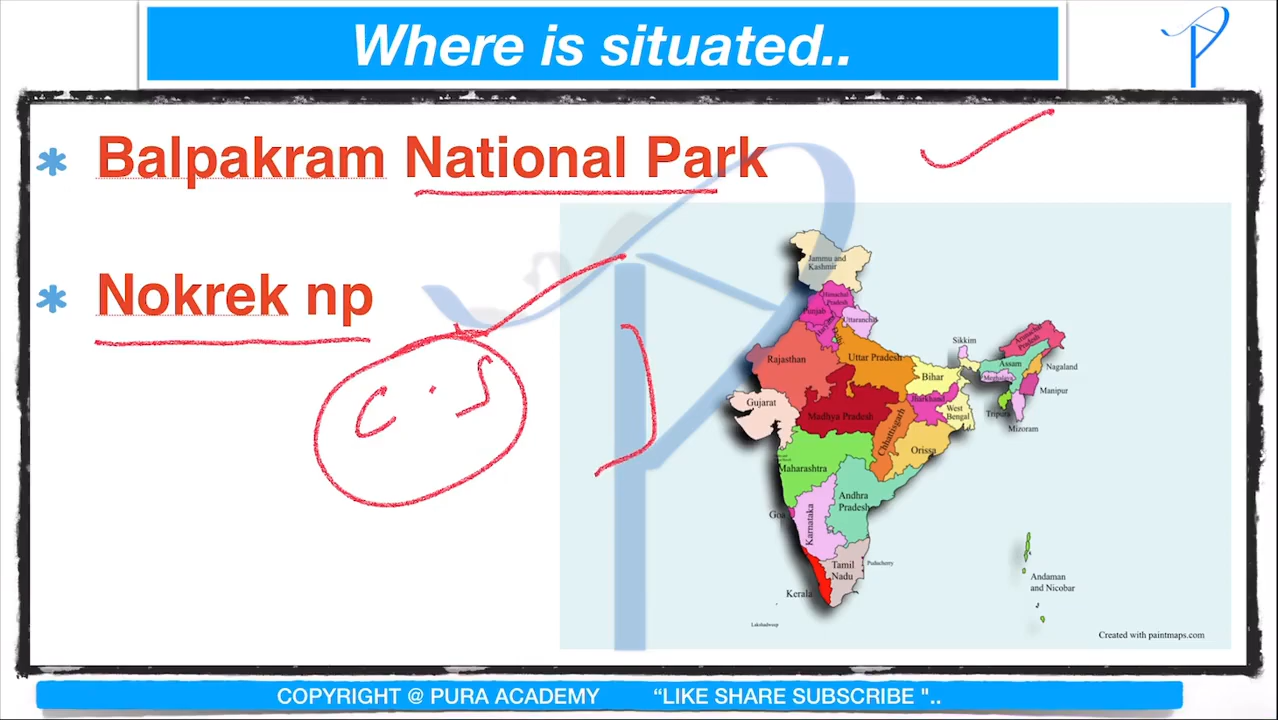 Where is situated..
* Balpakram National Park
* Nokrek np
C.S
Jammu and
Kashmir
Himachal
Pradesh
Punjab
Uttaranchal
Sikkim
Arunachal
Pradesh
Rajasthan
Uttar Pradesh
Assam
Nagaland
Bihar
Meghalaya
Manipur
Gujarat
Jharkhand
West
Bengal
Tripura
Madhya Pradesh
Mizoram
Chhattisgarh
Orissa
Maharashtra
Andhra
Pradesh
Goa
Karnataka
Tamil
Nadu
Puducherry
Kerala
Andaman
and Nicobar
Lakshadweep
Created with paintmaps.com
COPYRIGHT @ PURA ACADEMY “LIKE SHARE SUBSCRIBE "..